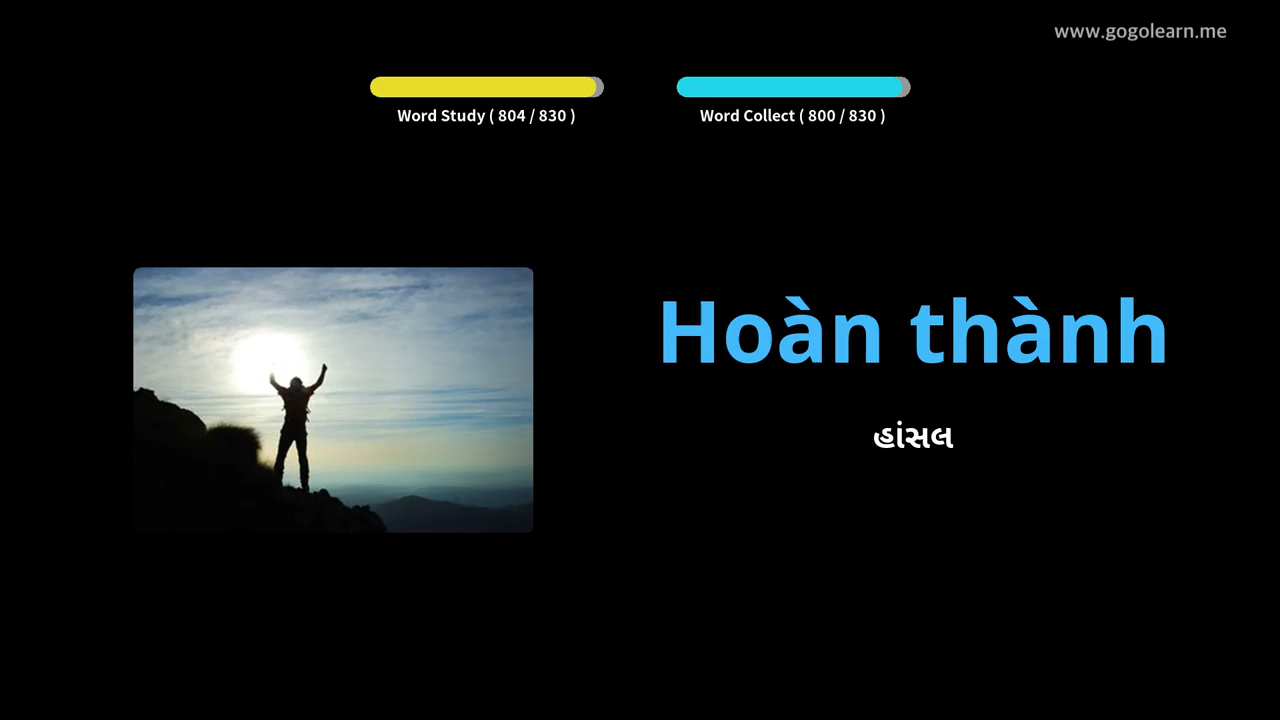 www.gogolearn.me
Word Study ( 804 / 830 )
Word Collect ( 800 / 830 )
Hoàn thành
હાંસલ